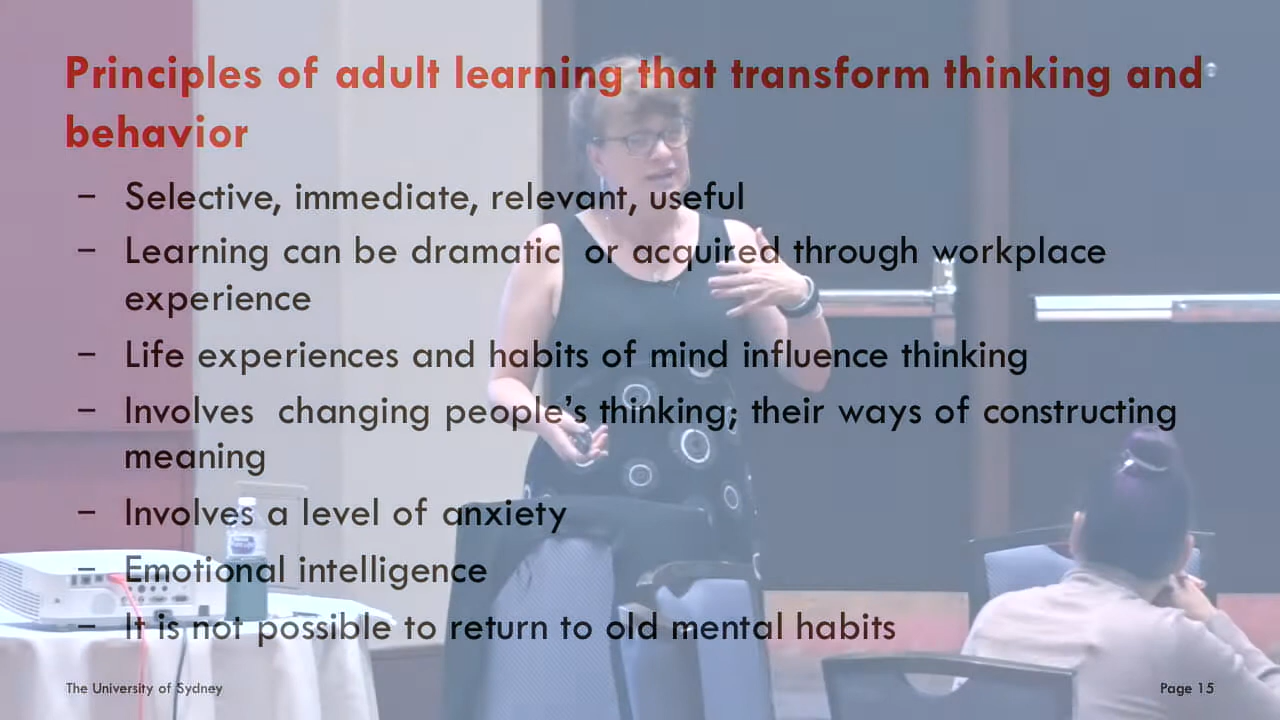 Principles of adult learning that transform thinking and
behavior
– Selective, immediate, relevant, useful
– Learning can be dramatic  or acquired through workplace
experience
– Life experiences and habits of mind influence thinking
– Involves  changing people’s thinking; their ways of constructing
meaning
– Involves a level of anxiety
– Emotional intelligence
– It is not possible to return to old mental habits
The University of Sydney
Page 15